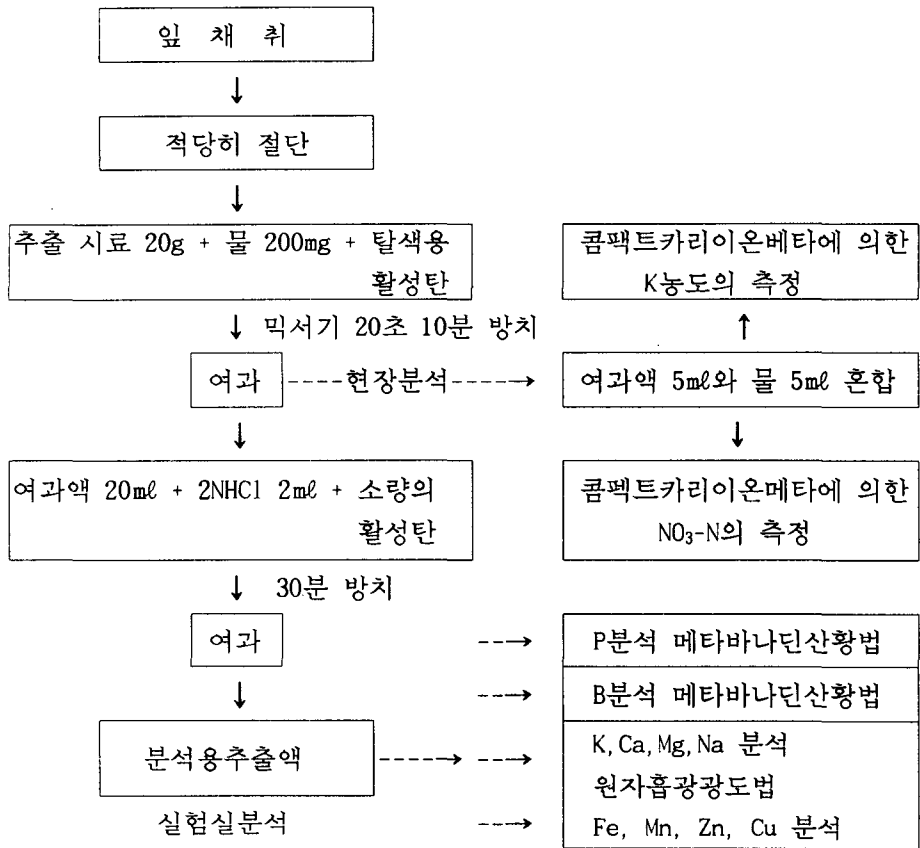 잎 채 취
↓
적당히 절단
↓
추출 시료 20g + 물 200mg + 탈색용
활성탄
↓ 믹서기 20초 10분 방치
여과 ----현장분석-----→
여과액 5mℓ와 물 5mℓ 혼합
↑
콤팩트카리이온베타에 의한
K농도의 측정
↓
콤펙트카리이온메타에 의한
NO₃-N의 측정
↓
여과액 20mℓ + 2NHCl 2mℓ + 소량의
활성탄
↓ 30분 방치
여과
↓
분석용추출액 -----→
실험실분석
--→ P분석 메타바나딘산황법
--→ B분석 메타바나딘산황법
--→ K,Ca,Mg,Na 분석
원자흡광광도법
--→ Fe, Mn, Zn, Cu 분석